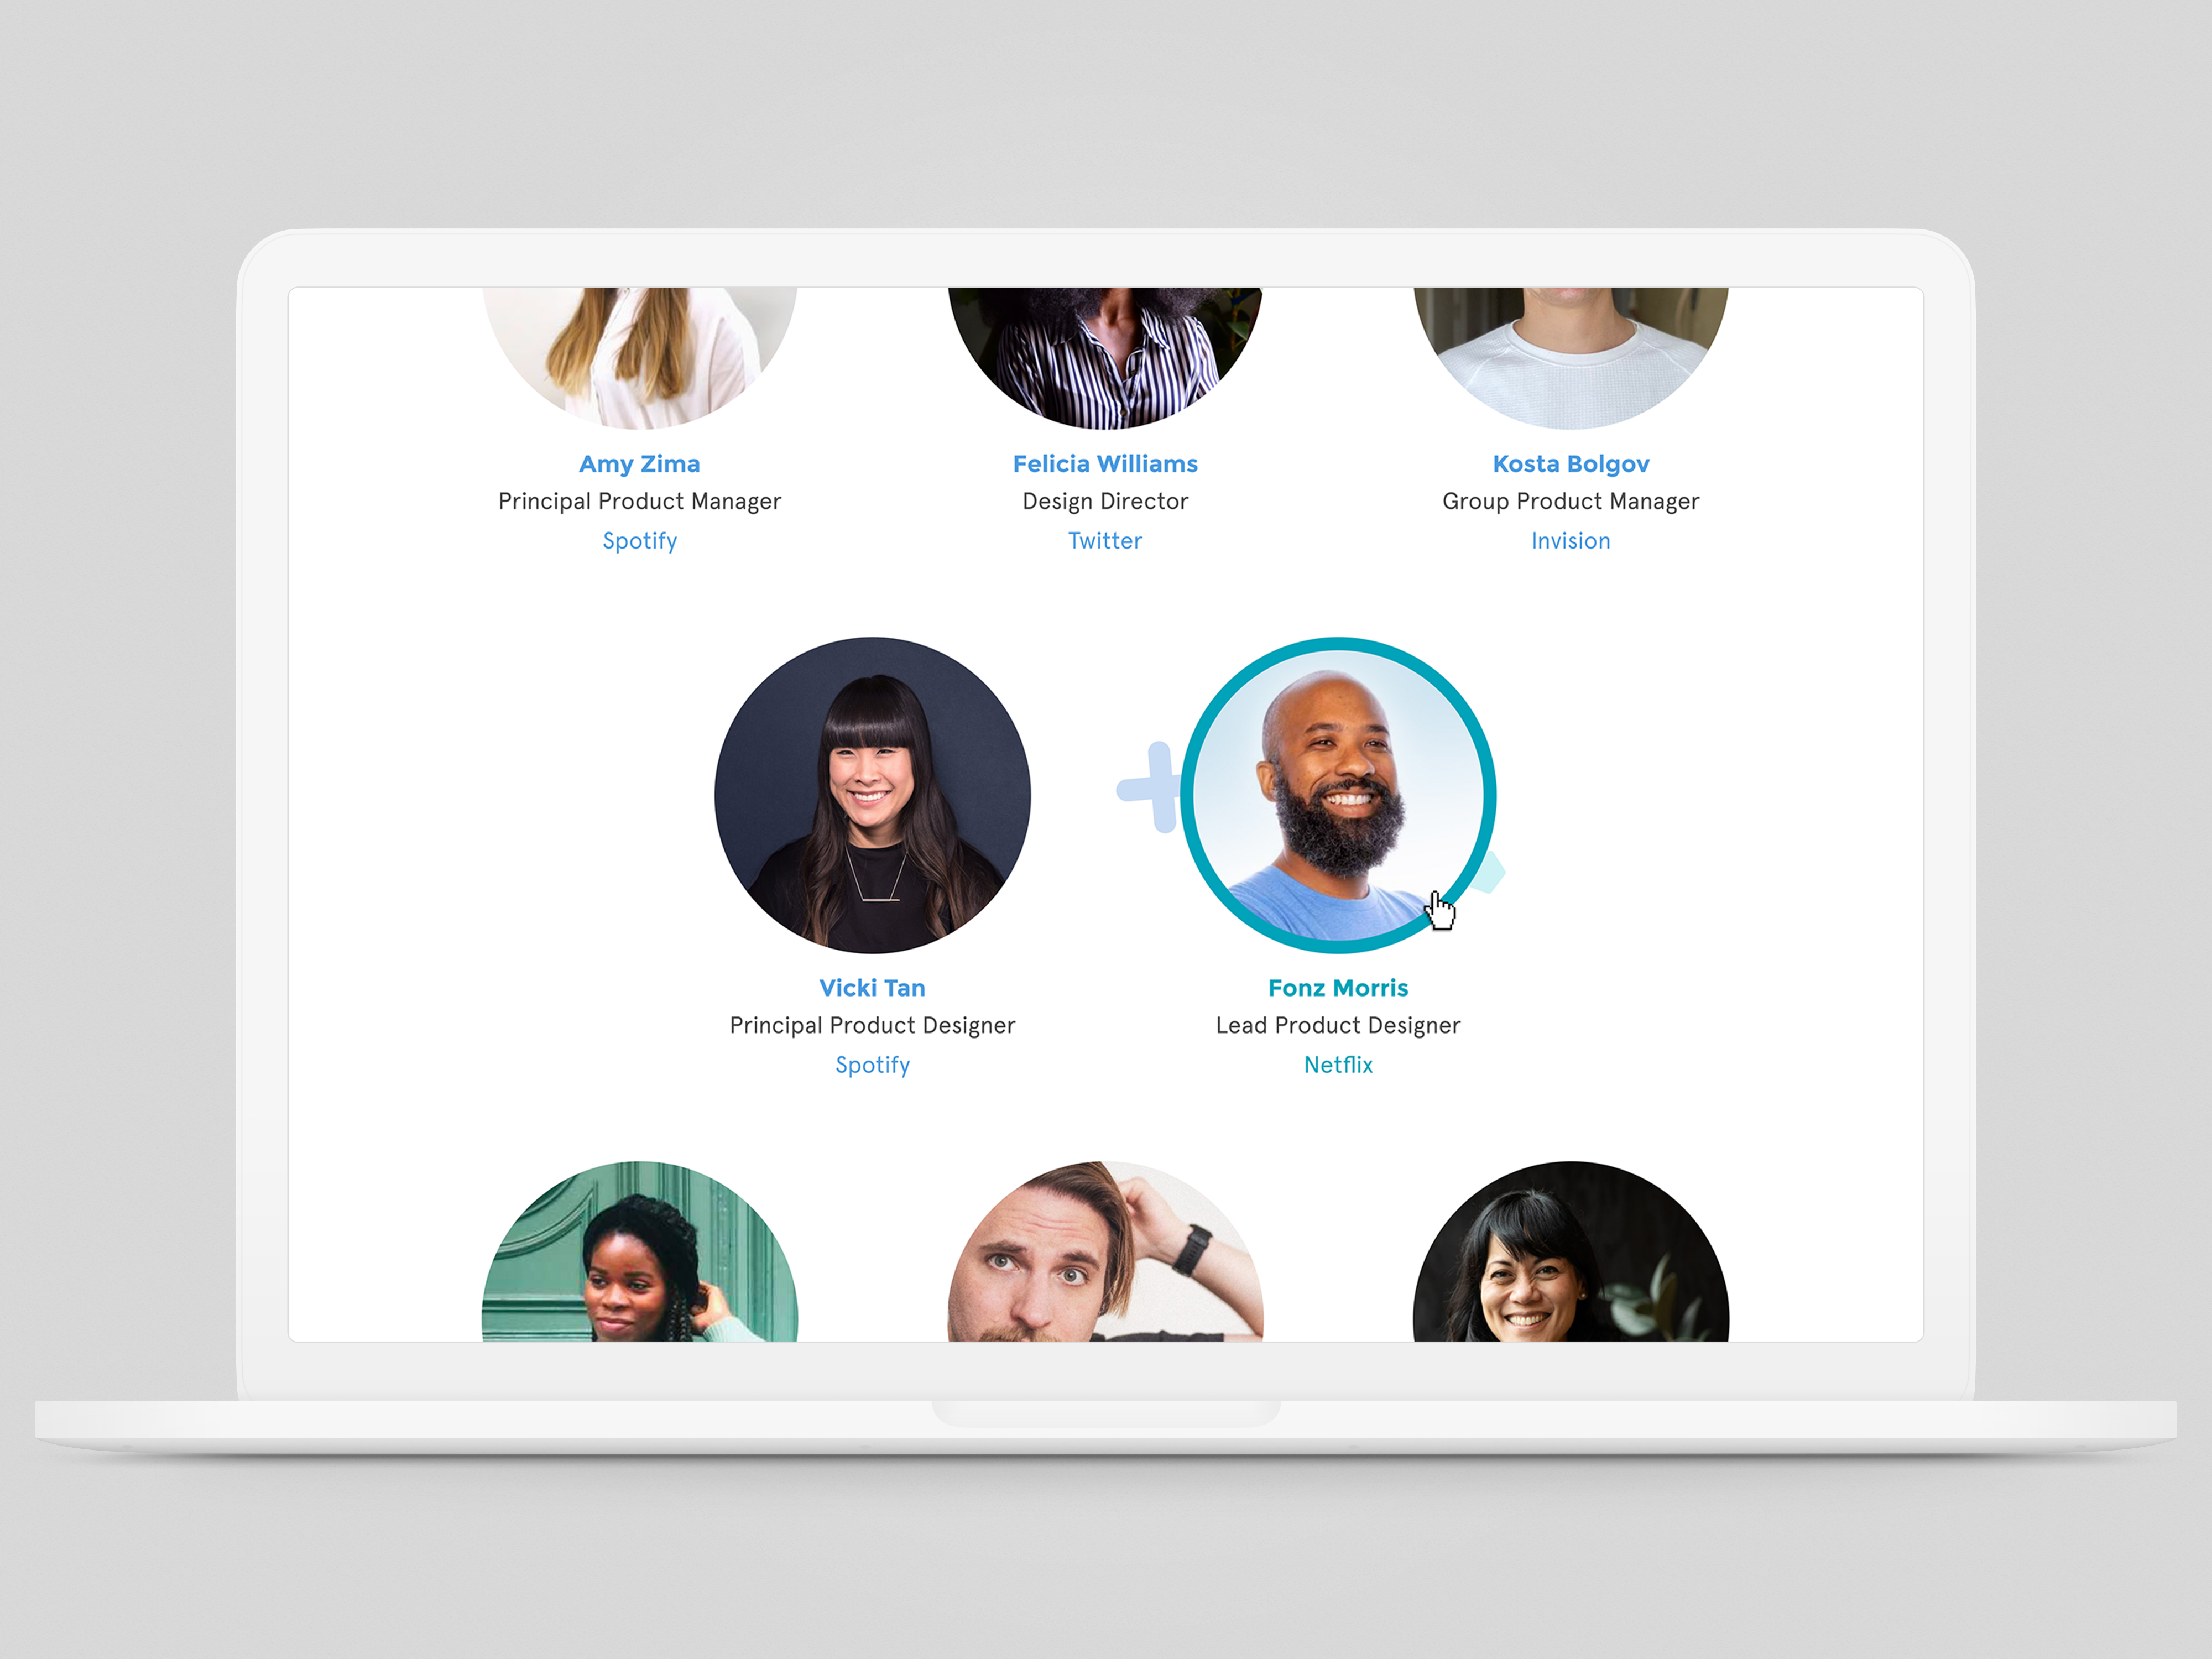 Amy Zima
Principal Product Manager
Spotify
Felicia Williams
Design Director
Twitter
Kosta Bolgov
Group Product Manager
Invision
Vicki Tan
Principal Product Designer
Spotify
Fonz Morris
Lead Product Designer
Netflix